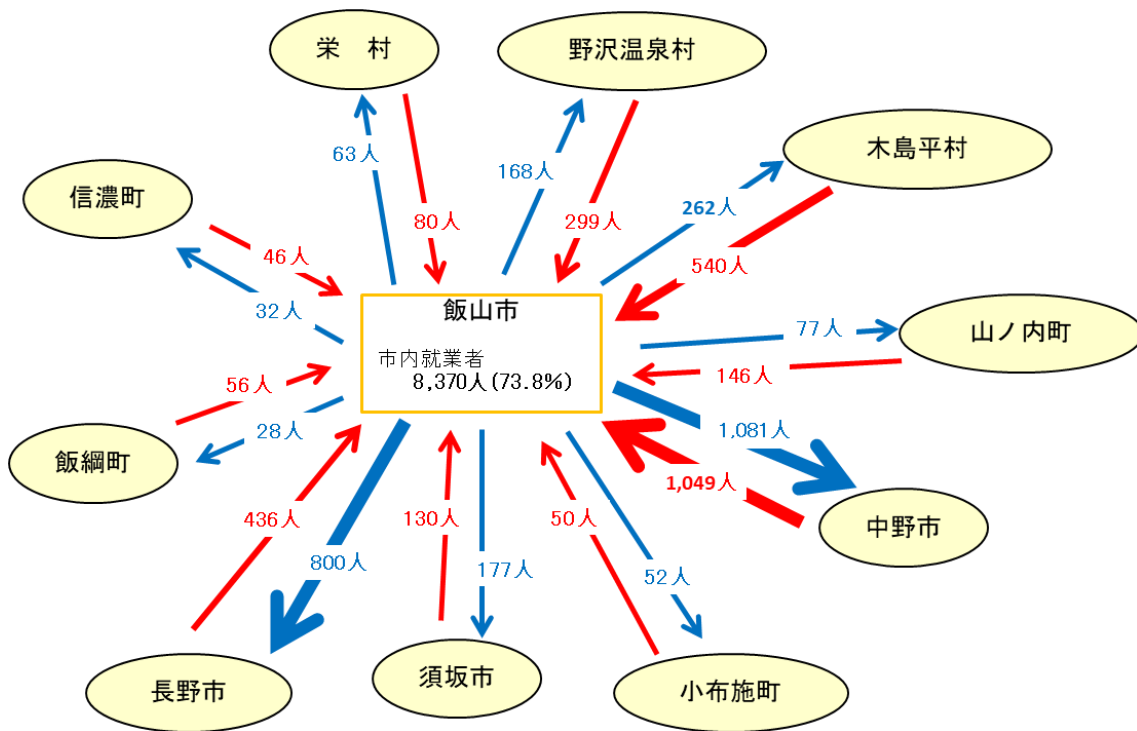 栄　村
野沢温泉村
木島平村
63人
168人
信濃町
262人
80人
299人
46人
540人
32人
飯山市
山ノ内町
77人
市内就業者
8,370人(73.8%)
146人
56人
28人
1,081人
飯綱町
1,049人
436人
130人
50人
中野市
800人
177人
52人
長野市
須坂市
小布施町